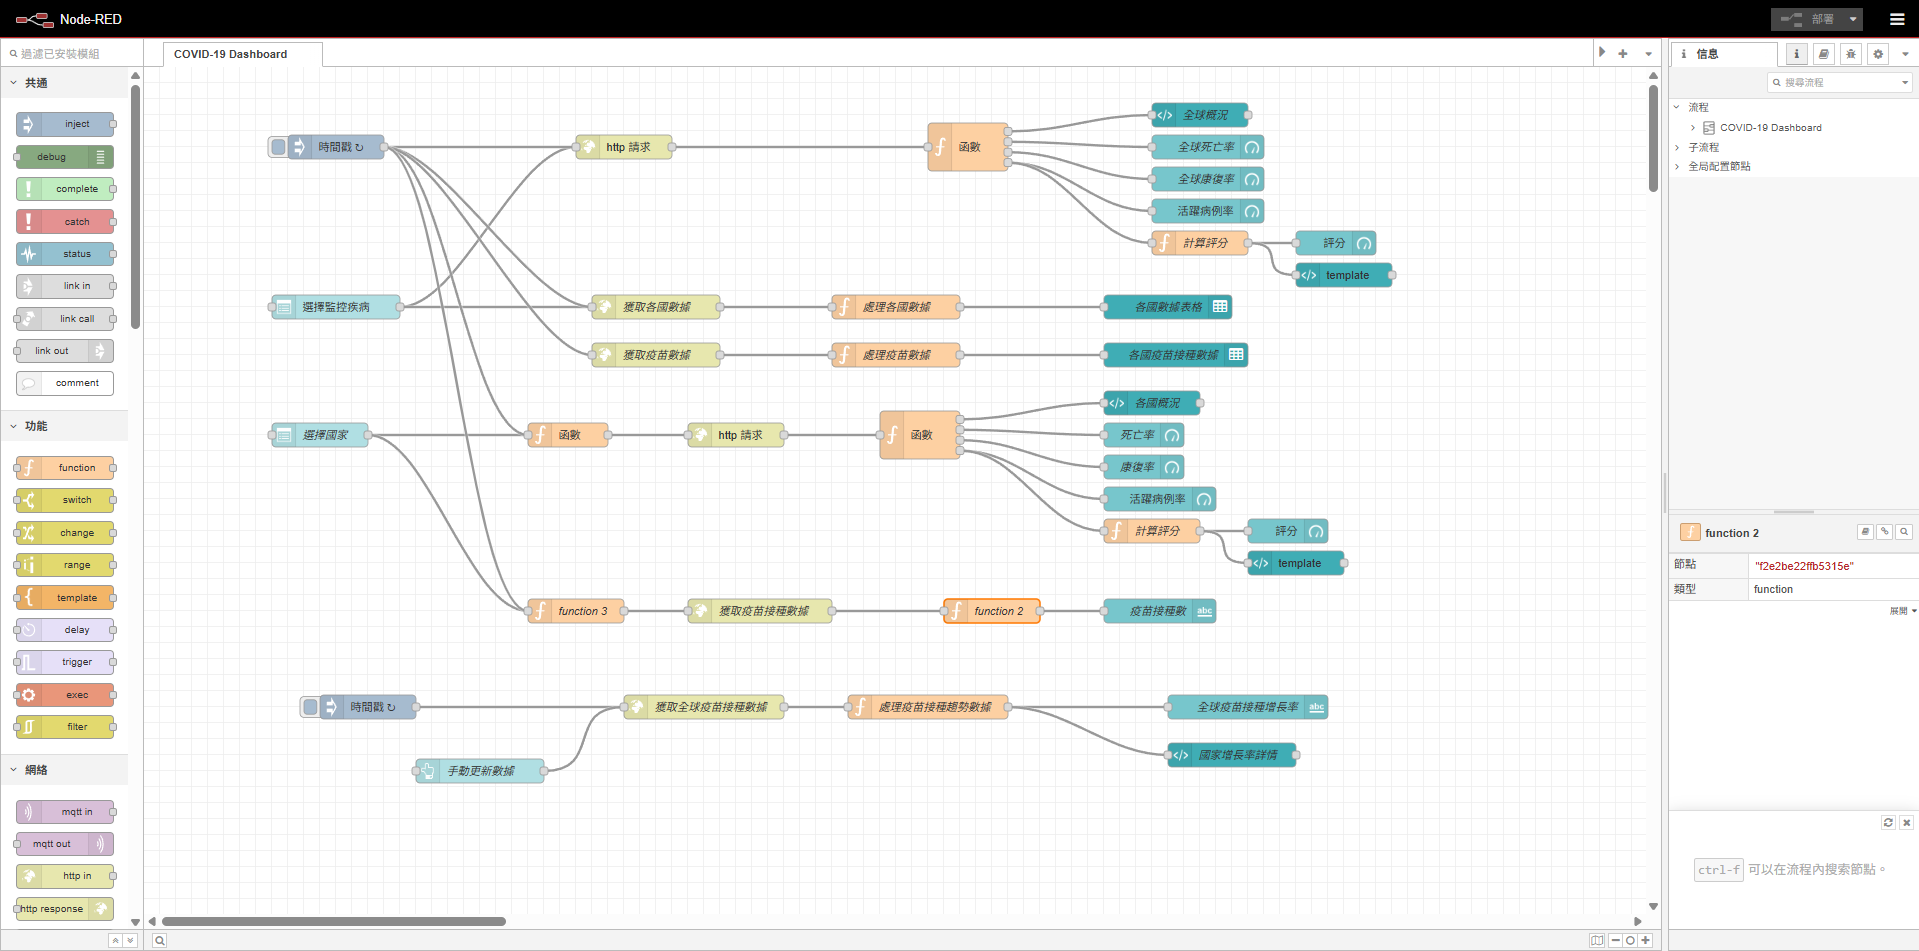 Node-RED
部署
過濾已安裝模組
COVID-19 Dashboard
信息
共通
inject
debug
complete
catch
status
link in
link call
link out
comment
功能
function
switch
change
range
template
delay
trigger
exec
filter
網絡
mqtt in
mqtt out
http in
http response
時間戳 ↻
http 請求
函數
全球概況
全球死亡率
全球康復率
活躍病例率
計算評分
評分
template
選擇監控疾病
獲取各國數據
處理各國數據
各國數據表格
獲取疫苗數據
處理疫苗數據
各國疫苗接種數據
選擇國家
函數
http 請求
函數
各國概況
死亡率
康復率
活躍病例率
計算評分
評分
template
function 3
獲取疫苗接種數據
function 2
疫苗接種數
abc
時間戳 ↻
獲取全球疫苗接種數據
處理疫苗接種趨勢數據
全球疫苗接種增長率
abc
國家增長率詳情
手動更新數據
搜尋流程
流程
COVID-19 Dashboard
子流程
全局配置節點
function 2
節點
"f2e2be22ffb5315e"
類型
function
展開
ctrl-f 可以在流程內搜索節點。